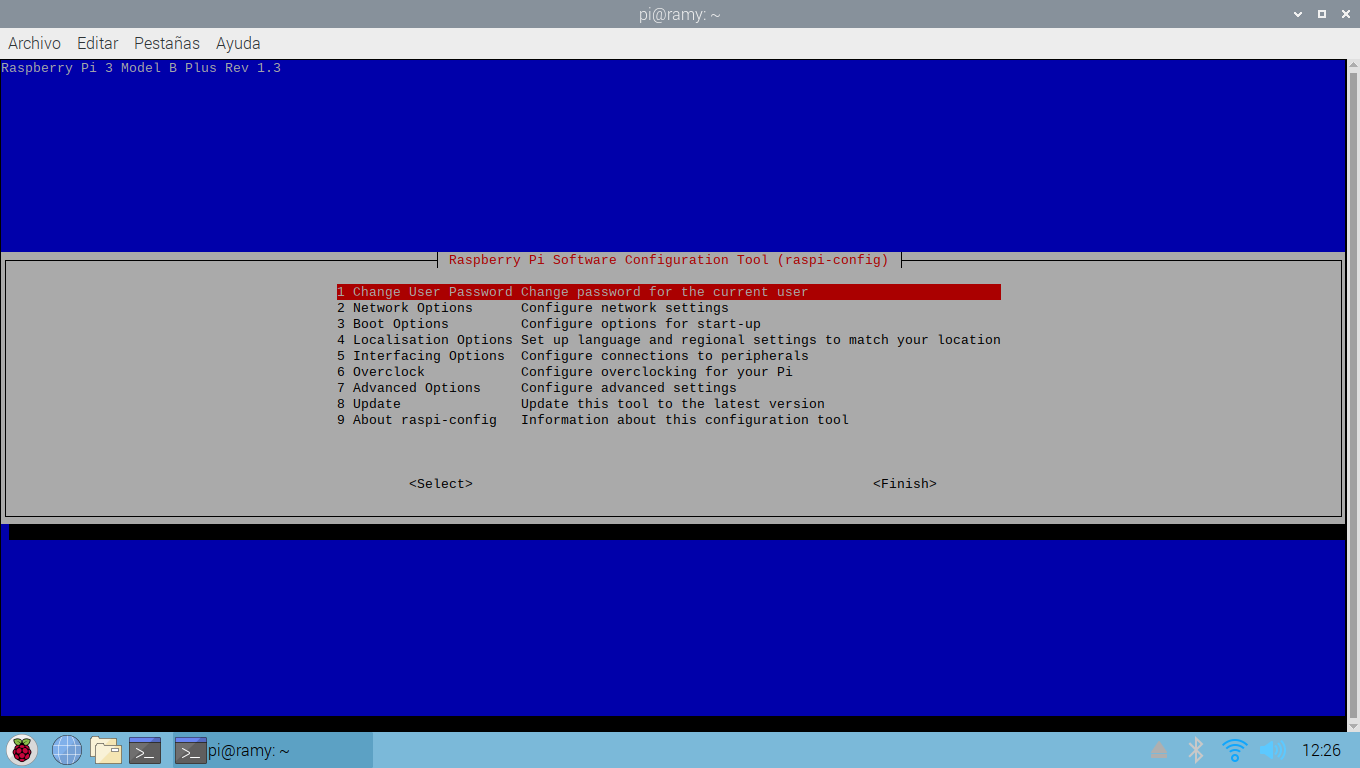 pi@ramy: ~
Archivo Editar Pestañas Ayuda
Raspberry Pi 3 Model B Plus Rev 1.3
Raspberry Pi Software Configuration Tool (raspi-config)
1 Change User Password Change password for the current user
2 Network Options Configure network settings
3 Boot Options Configure options for start-up
4 Localisation Options Set up language and regional settings to match your location
5 Interfacing Options Configure connections to peripherals
6 Overclock Configure overclocking for your Pi
7 Advanced Options Configure advanced settings
8 Update Update this tool to the latest version
9 About raspi-config Information about this configuration tool
<Select> <Finish>
pi@ramy: ~ 12:26